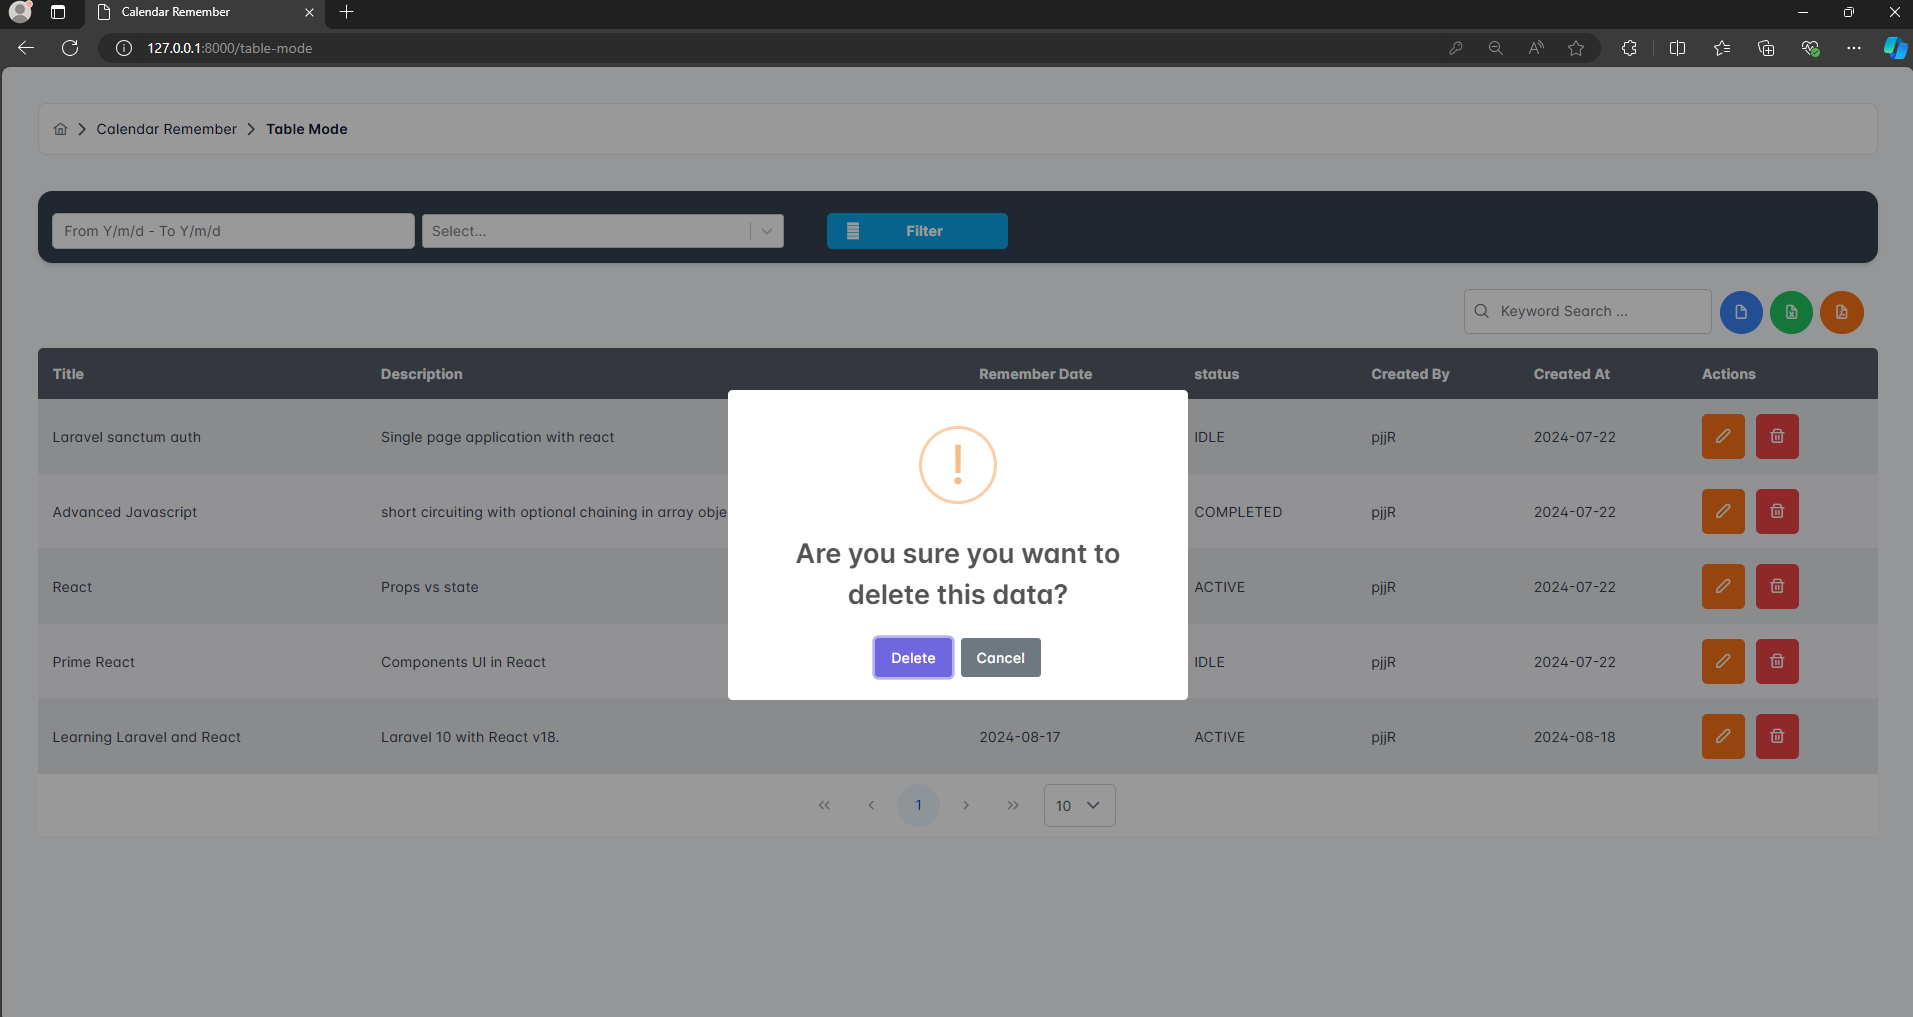 Calendar Remember
127.0.0.1:8000/table-mode
Calendar Remember Table Mode
From Y/m/d - To Y/m/d Select... Filter
Keyword Search ...
Title Description Remember Date status Created By Created At Actions
Laravel sanctum auth Single page application with react IDLE pjjR 2024-07-22
Advanced Javascript short circuiting with optional chaining in array obje COMPLETED pjjR 2024-07-22
!
Are you sure you want to
delete this data?
React Props vs state ACTIVE pjjR 2024-07-22
Delete Cancel
Prime React Components UI in React IDLE pjjR 2024-07-22
Learning Laravel and React Laravel 10 with React v18. 2024-08-17 ACTIVE pjjR 2024-08-18
1 10